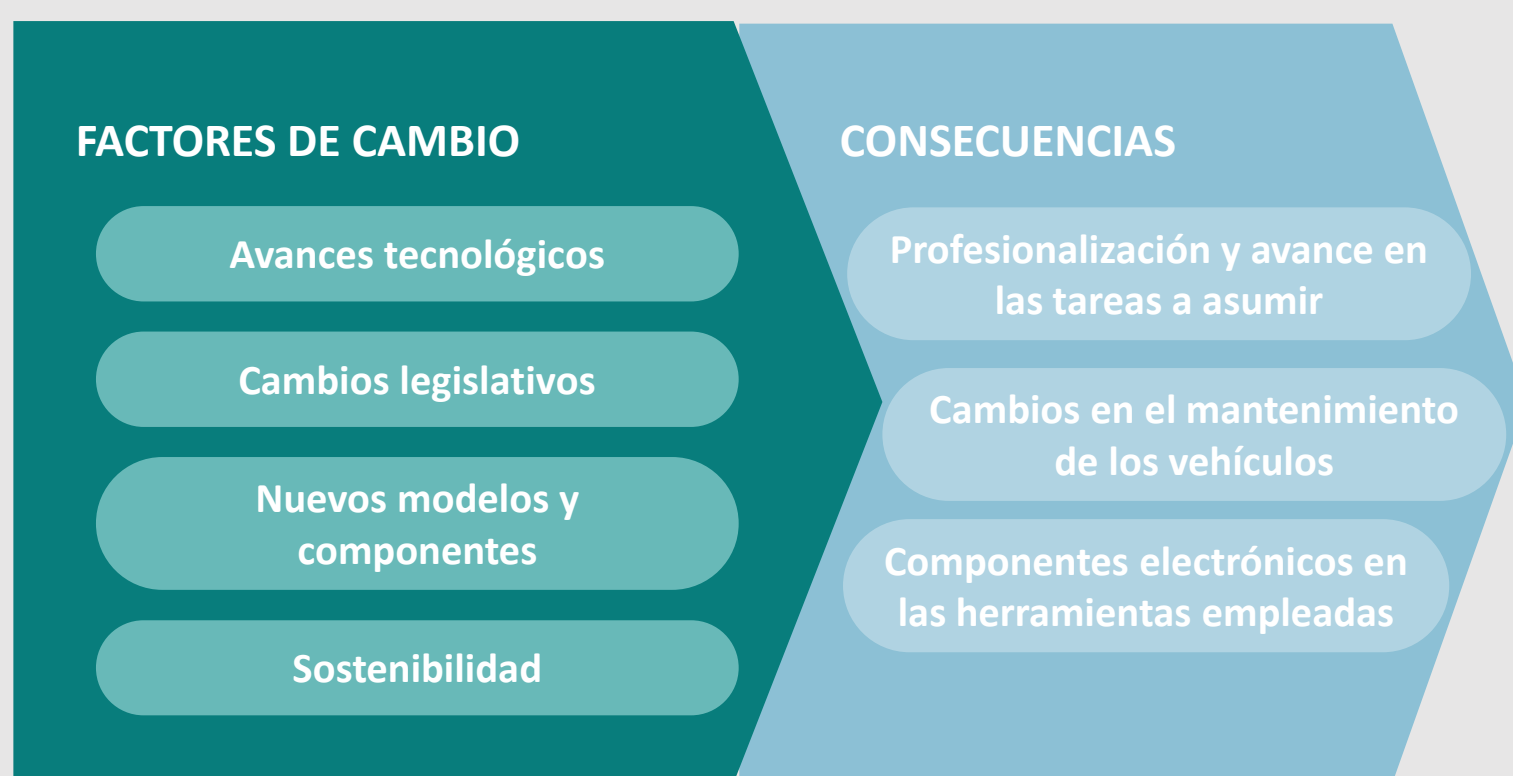 FACTORES DE CAMBIO
Avances tecnológicos
Cambios legislativos
Nuevos modelos y
componentes
Sostenibilidad
CONSECUENCIAS
Profesionalización y avance en
las tareas a asumir
Cambios en el mantenimiento
de los vehículos
Componentes electrónicos en
las herramientas empleadas